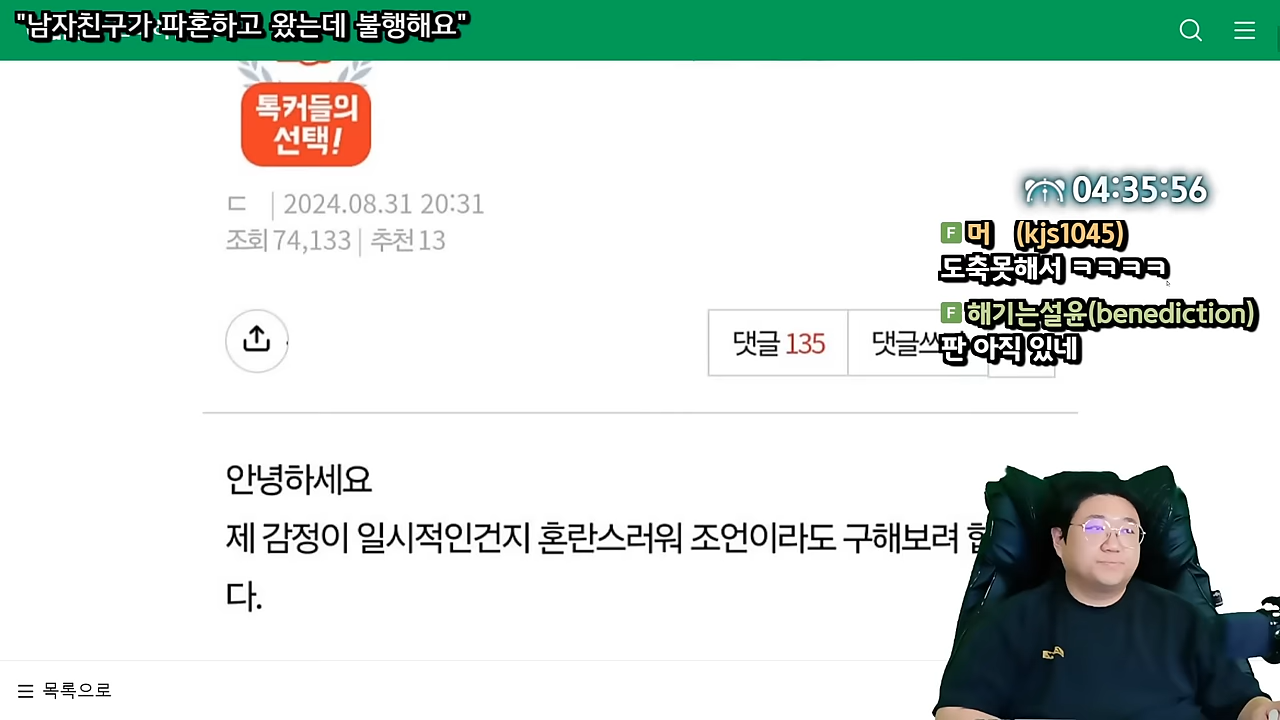 "남자친구가 파혼하고 왔는데 불행해요"
톡커들의
선택!
ㄷ | 2024.08.31 20:31
조회 74,133 | 추천 13
04:35:56
F 머 (kjs1045)
도축못해서 ㅋㅋㅋㅋ
F 해기는설윤(benediction)
판 아직 있네
댓글 135
댓글쓰
안녕하세요
제 감정이 일시적인건지 혼란스러워 조언이라도 구해보려
다.
목록으로